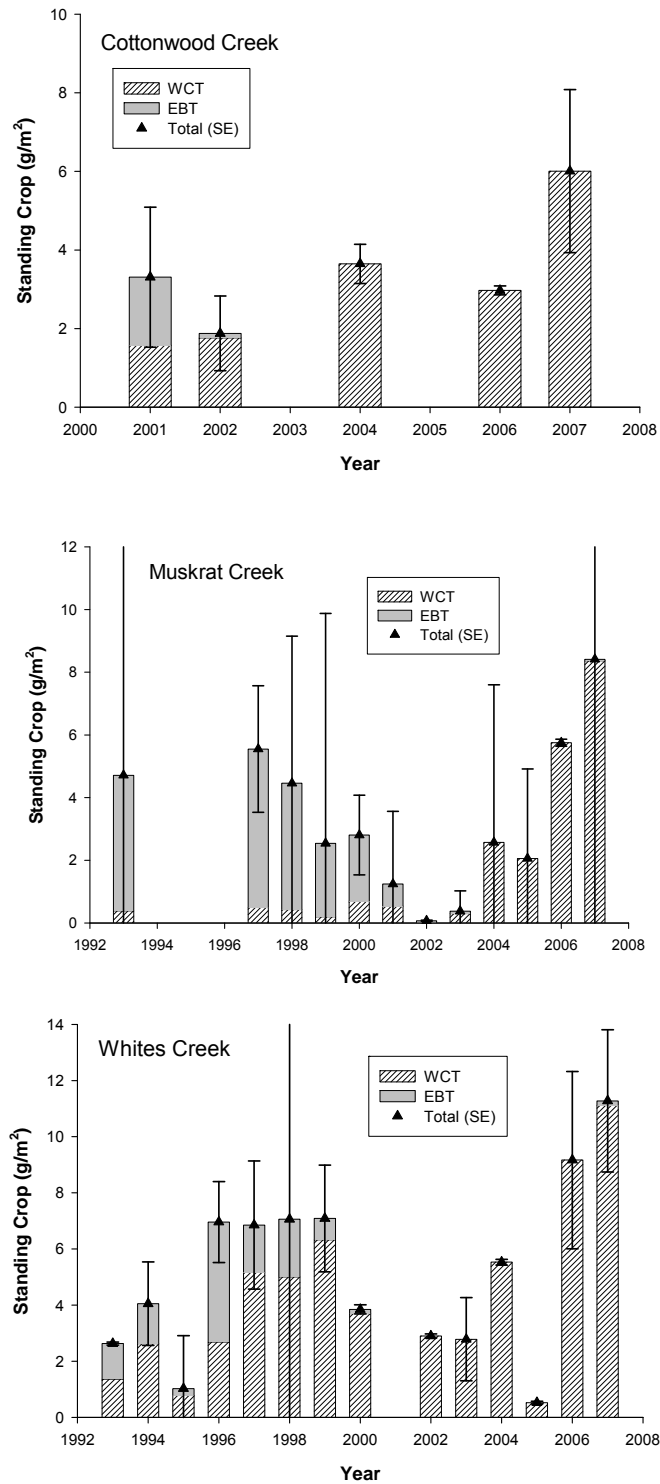 Cottonwood Creek
WCT
EBT
Total (SE)
Standing Crop (g/m²)
10
8
6
4
2
0
2000 2001 2002 2003 2004 2005 2006 2007 2008
Year
Muskrat Creek
WCT
EBT
Total (SE)
Standing Crop (g/m²)
12
10
8
6
4
2
0
1992 1994 1996 1998 2000 2002 2004 2006 2008
Year
Whites Creek
WCT
EBT
Total (SE)
Standing Crop (g/m²)
14
12
10
8
6
4
2
0
1992 1994 1996 1998 2000 2002 2004 2006 2008
Year